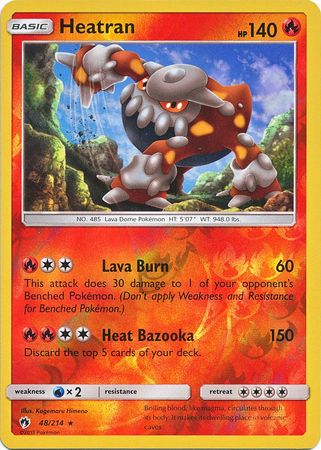 BASIC Heatran HP 140
NO. 485 Lava Dome Pokémon HT: 5'07" WT: 948.0 lbs.
Lava Burn 60
This attack does 30 damage to 1 of your opponent's
Benched Pokémon. (Don't apply Weakness and Resistance
for Benched Pokémon.)
Heat Bazooka 150
Discard the top 5 cards of your deck.
weakness × 2 resistance retreat
Illus. Kagemaru Himeno
48/214 ★
Boiling blood, like magma, circulates through
its body. It makes its dwelling place in volcanic
caves.